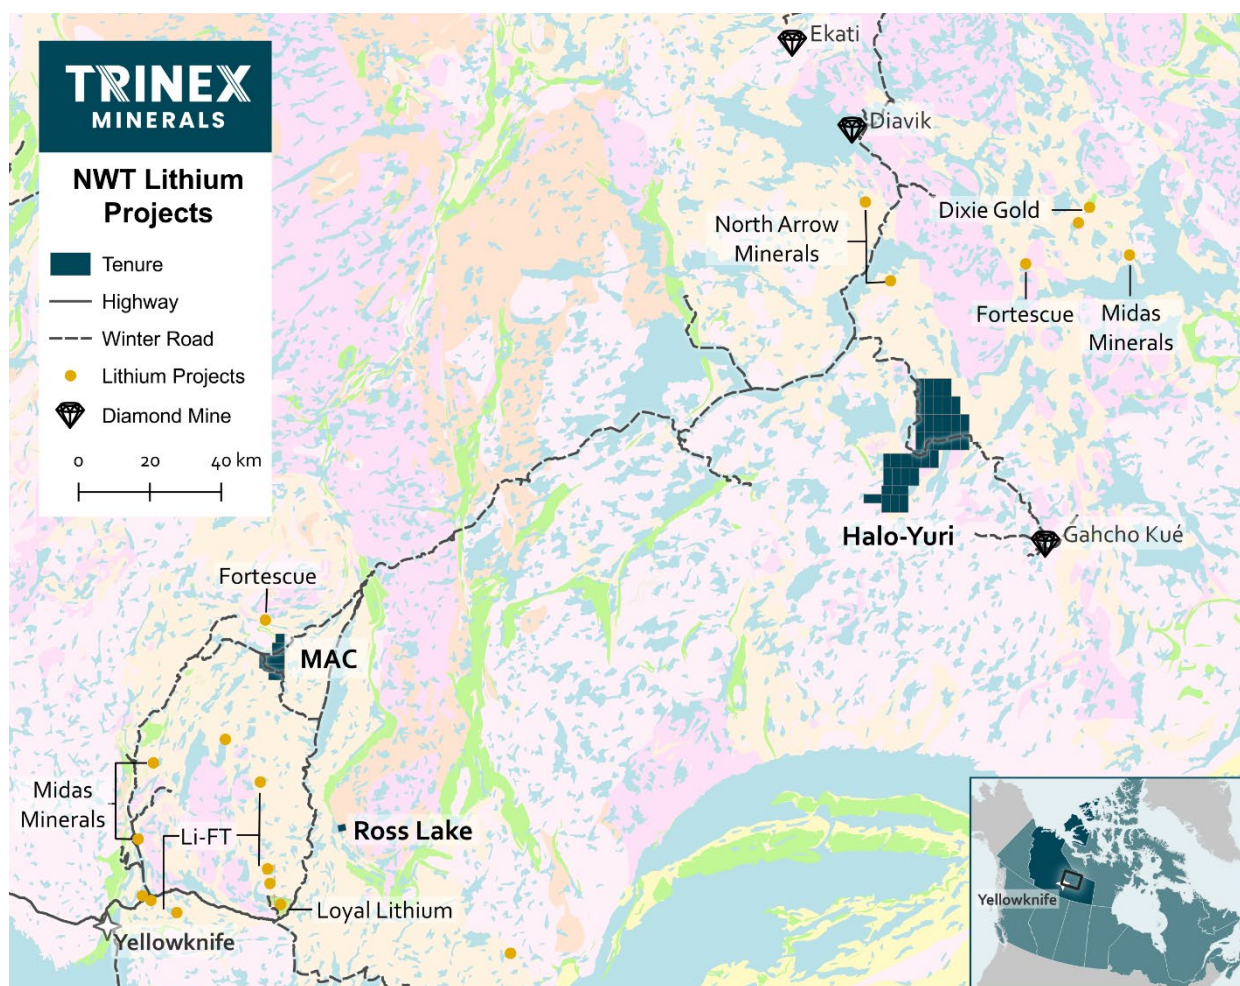 TRINEX
MINERALS
NWT Lithium
Projects
Tenure
Highway
Winter Road
Lithium Projects
Diamond Mine
0 20 40 km
Ekati
Diavik
North Arrow
Minerals
Dixie Gold
Fortescue
Midas
Minerals
Halo-Yuri
Gahcho Kué
Fortescue
MAC
Midas
Minerals
Li-FT
Ross Lake
Loyal Lithium
Yellowknife
Yellowknife